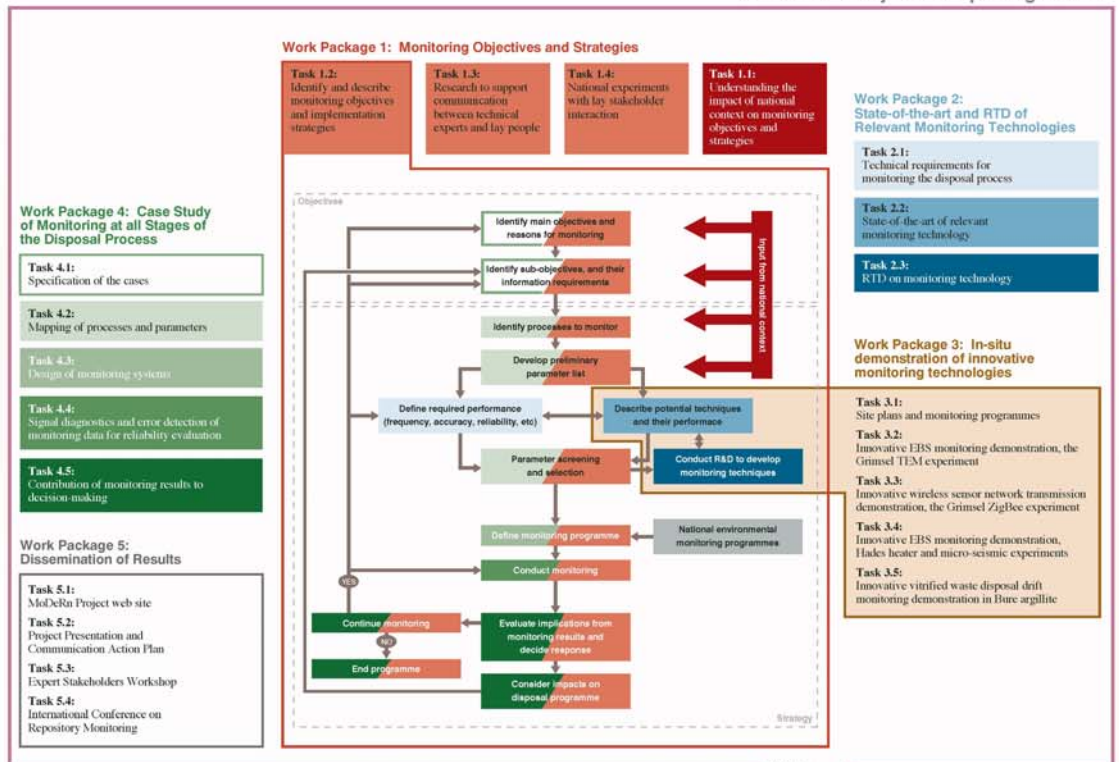 Work Package 1: Monitoring Objectives and Strategies
Task 1.2:
Identify and describe
monitoring objectives
and implementation
strategies
Task 1.3:
Research to support
communication
between technical
experts and lay people
Task 1.4:
National experiments
with lay stakeholder
interaction
Task 1.1:
Understanding the
impact of national
context on monitoring
objectives and
strategies
Work Package 2:
State-of-the-art and RTD of
Relevant Monitoring Technologies
Task 2.1:
Technical requirements for
monitoring the disposal process
Task 2.2:
State-of-the-art of relevant
monitoring technology
Task 2.3:
RTD on monitoring technology
Work Package 4: Case Study
of Monitoring at all Stages of
the Disposal Process
Task 4.1:
Specification of the cases
Task 4.2:
Mapping of processes and parameters
Task 4.3:
Design of monitoring systems
Task 4.4:
Signal diagnostics and error detection of
monitoring data for reliability evaluation
Task 4.5:
Contribution of monitoring results to
decision-making
Work Package 5:
Dissemination of Results
Task 5.1:
MoDeRn Project web site
Task 5.2:
Project Presentation and
Communication Action Plan
Task 5.3:
Expert Stakeholders Workshop
Task 5.4:
International Conference on
Repository Monitoring
Objectives
Identify main objectives and
reasons for monitoring
Identify sub-objectives, and their
information requirements
Identify processes to monitor
Develop preliminary
parameter list
Input from national context
Define required performance
(frequency, accuracy, reliability, etc)
Describe potential techniques
and their performace
Parameter screening
and selection
Conduct R&D to develop
monitoring techniques
Define monitoring programme
National environmental
monitoring programmes
Conduct monitoring
YES
Continue monitoring
NO
End programme
Evaluate implications from
monitoring results and
decide response
Consider impacts on
disposal programme
Strategy
Work Package 3: In-situ
demonstration of innovative
monitoring technologies
Task 3.1:
Site plans and monitoring programmes
Task 3.2:
Innovative EBS monitoring demonstration, the
Grimsel TEM experiment
Task 3.3:
Innovative wireless sensor network transmission
demonstration, the Grimsel ZigBee experiment
Task 3.4:
Innovative EBS monitoring demonstration,
Hades heater and micro-seismic experiments
Task 3.5:
Innovative vitrified waste disposal drift
monitoring demonstration in Bure argillite